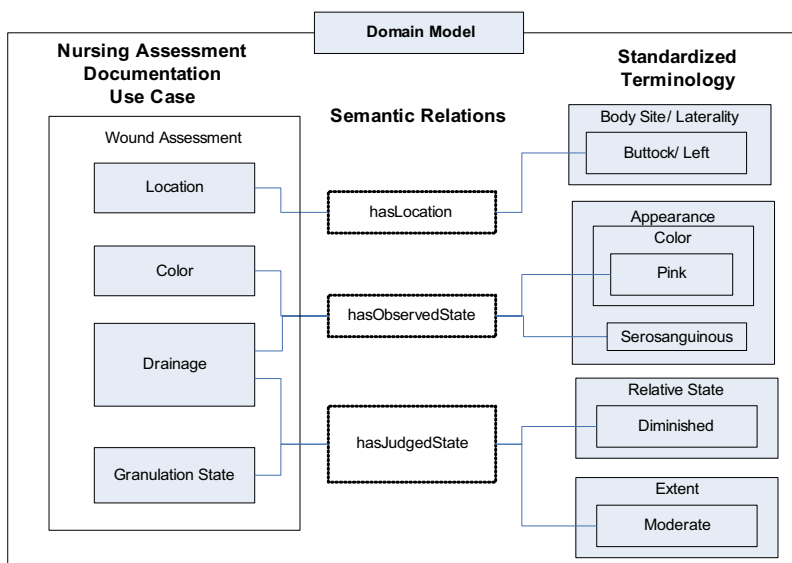 Domain Model
Nursing Assessment
Documentation
Use Case
Semantic Relations
Standardized
Terminology
Wound Assessment
Location
Color
Drainage
Granulation State
hasLocation
hasObservedState
hasJudgedState
Body Site/ Laterality
Buttock/ Left
Appearance
Color
Pink
Serosanguinous
Relative State
Diminished
Extent
Moderate